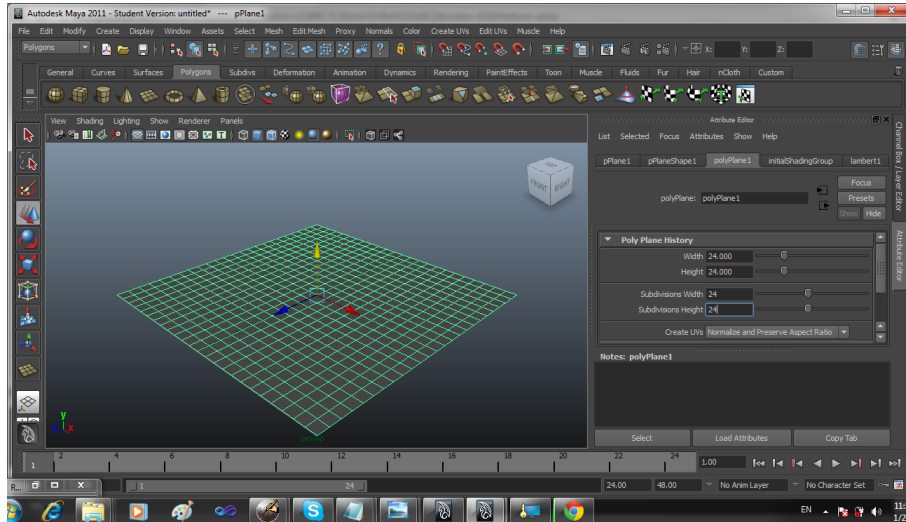 Autodesk Maya 2011 - Student Version: untitled* --- pPlane1
File Edit Modify Create Display Window Assets Select Mesh Edit Mesh Proxy Normals Color Create UVs Edit UVs Muscle Help
Polygons X: Y: Z:
General Curves Surfaces Polygons Subdivs Deformation Animation Dynamics Rendering PaintEffects Toon Muscle Fluids Fur Hair nCloth Custom
View Shading Lighting Show Renderer Panels
Attribute Editor
List Selected Focus Attributes Show Help
pPlane1 pPlaneShape1 polyPlane1 initialShadingGroup lambert1
polyPlane: polyPlane1
Focus
Presets
Show Hide
Channel Box / Layer Editor
Attribute Editor
FRONT RIGHT
Poly Plane History
Width 24.000
Height 24.000
Subdivisions Width 24
Subdivisions Height 24
Create UVs Normalize and Preserve Aspect Ratio
Notes: polyPlane1
Select Load Attributes Copy Tab
y
z x
persp
2 4 6 8 10 12 14 16 18 20 22 24
1 1.00
R... 1 24 24.00 48.00 No Anim Layer No Character Set
EN 11:
1/2